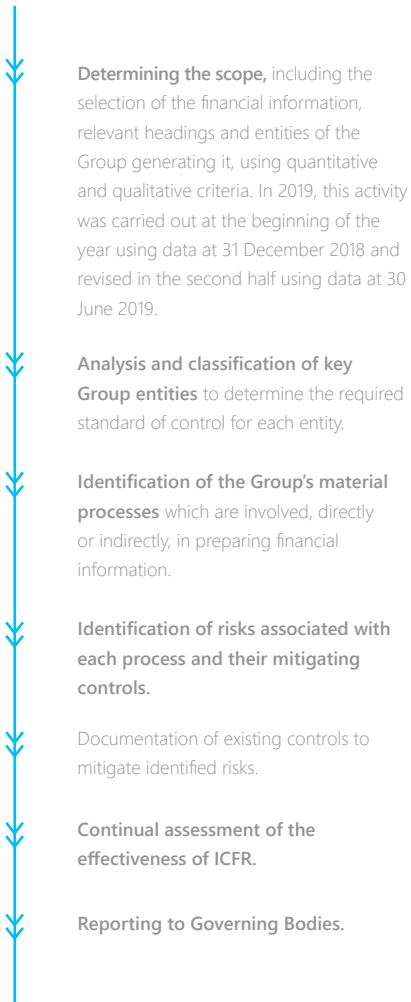 Determining the scope, including the
selection of the financial information,
relevant headings and entities of the
Group generating it, using quantitative
and qualitative criteria. In 2019, this activity
was carried out at the beginning of the
year using data at 31 December 2018 and
revised in the second half using data at 30
June 2019.
Analysis and classification of key
Group entities to determine the required
standard of control for each entity.
Identification of the Group's material
processes which are involved, directly
or indirectly, in preparing financial
information.
Identification of risks associated with
each process and their mitigating
controls.
Documentation of existing controls to
mitigate identified risks.
Continual assessment of the
effectiveness of ICFR.
Reporting to Governing Bodies.